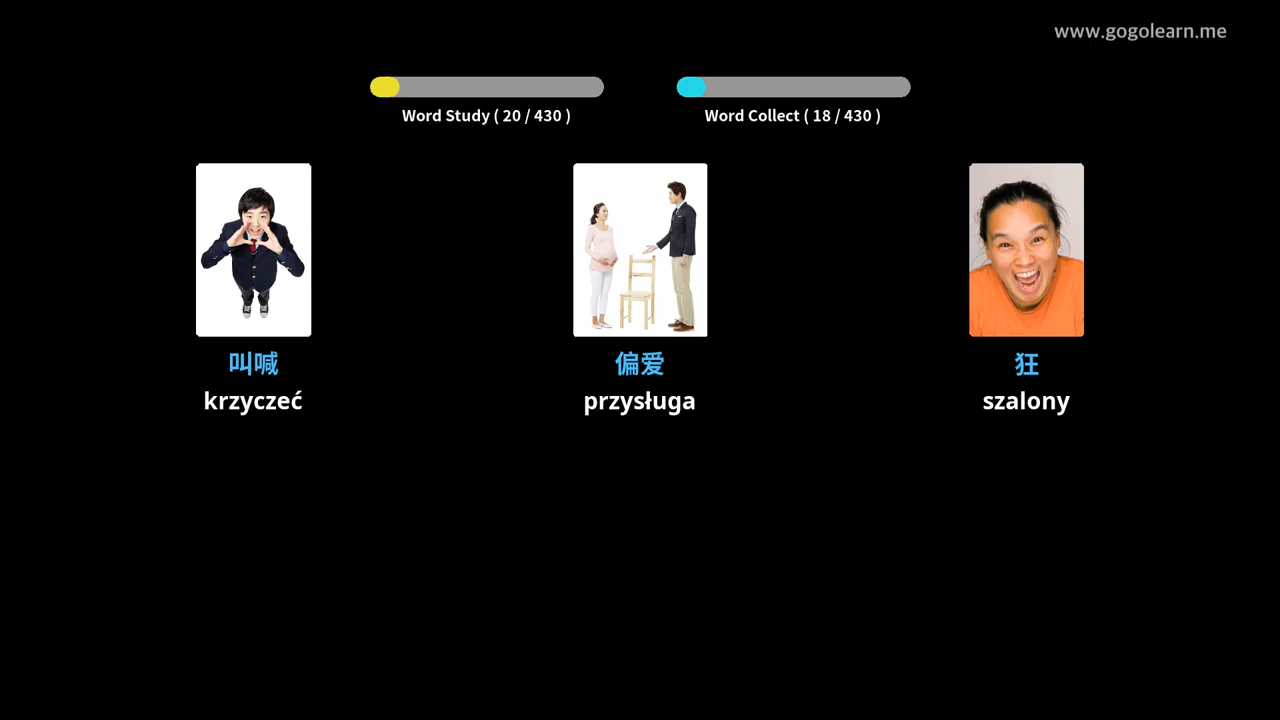 www.gogolearn.me
Word Study ( 20 / 430 )
Word Collect ( 18 / 430 )
叫喊
偏爱
狂
krzyczeć
przysługa
szalony